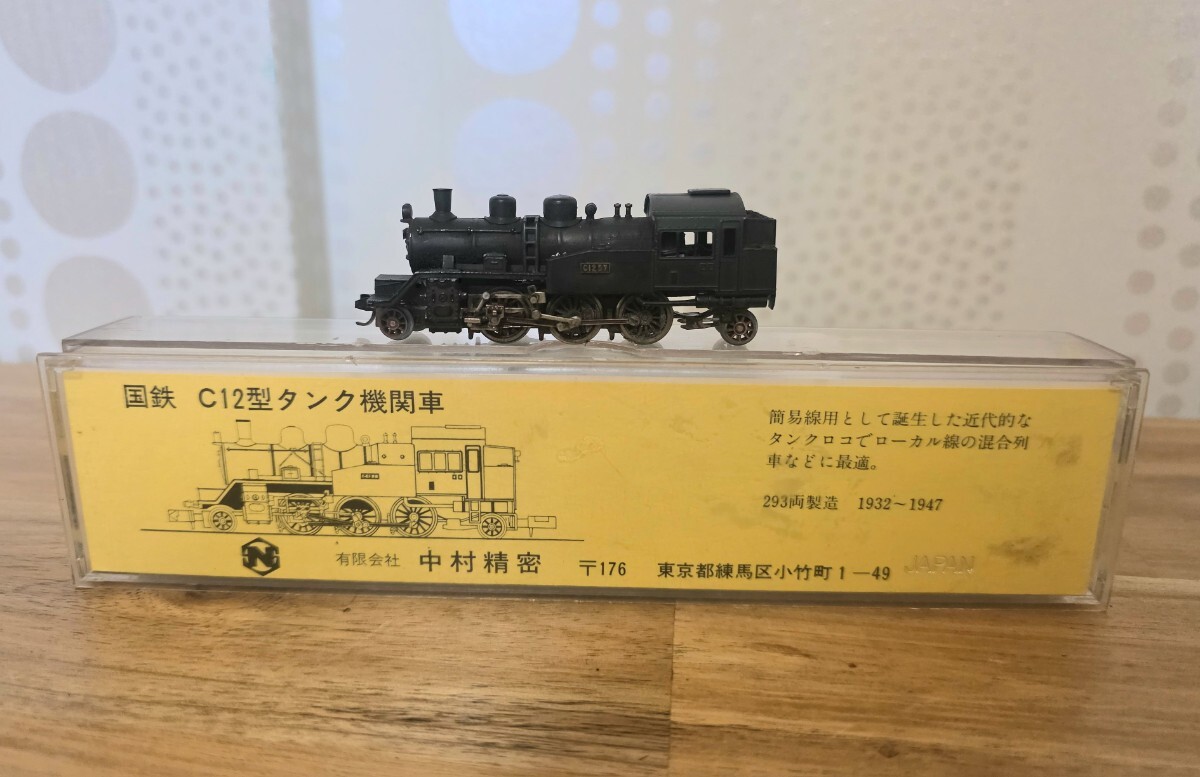 国鉄 C12型タンク機関車
簡易線用として誕生した近代的な
タンクロコでローカル線の混合列
車などに最適。
293両製造 1932～1947
N
有限会社 中村精密 〒176 東京都練馬区小竹町1-49
JAPAN